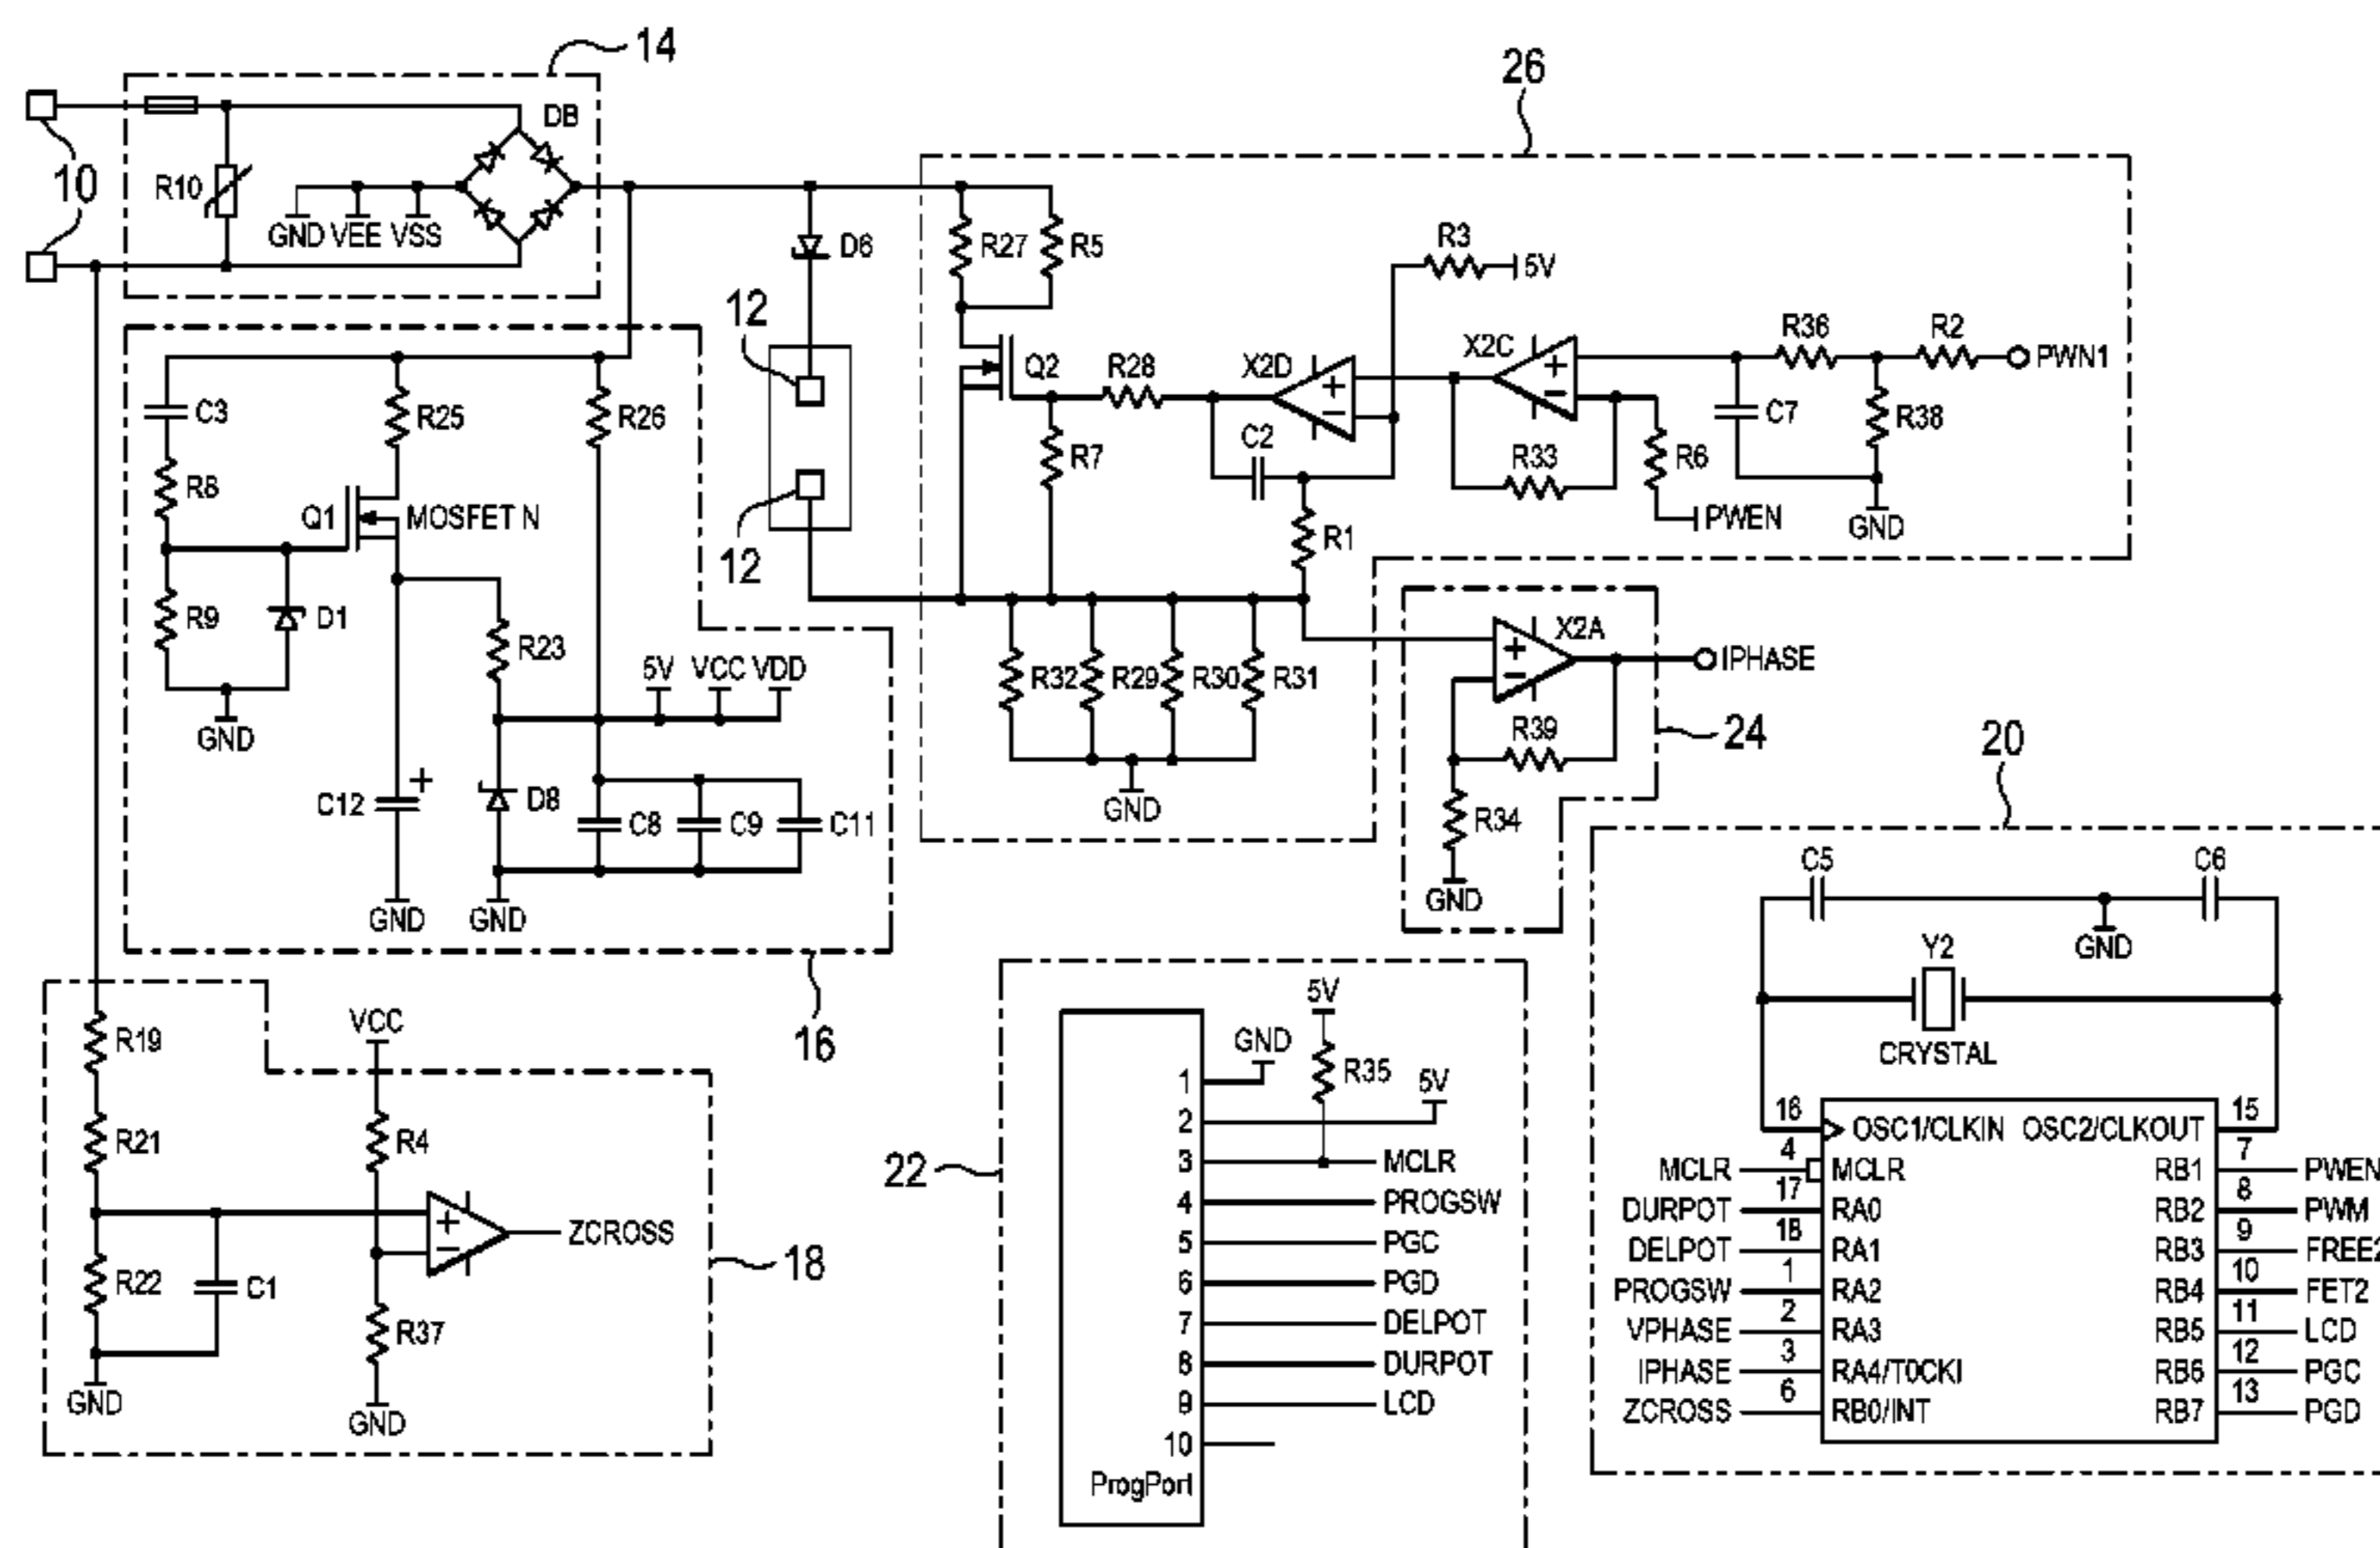 14
26
DB
10
R10
GND VEE VSS
D6
R27
R5
R3
5V
12
R36
R2
PWN1
X2C
X2D
Q2
R28
C3
R25
R26
C7
R38
C2
R7
R33
R6
R8
Q1
MOSFET N
12
R1
PWEN
GND
R9
D1
R23
X2A
IPHASE
5V VCC VDD
R32
R29
R30
R31
GND
R39
24
20
C12
+
D8
C8
C9
C11
GND
R34
C5
C6
GND
GND
GND
GND
Y2
CRYSTAL
16
5V
R19
VCC
GND
R35
5V
1
2
3
4
5
6
7
8
9
10
MCLR
PROGSW
PGC
PGD
DELPOT
DURPOT
LCD
ProgPort
22
R21
R4
ZCROSS
18
R22
C1
R37
GND
GND
16
OSC1/CLKIN OSC2/CLKOUT
15
MCLR
4
MCLR
RB1
7
PWEN
DURPOT
17
RA0
RB2
8
PWM
DELPOT
18
RA1
RB3
9
FREE2
PROGSW
1
RA2
RB4
10
FET2
VPHASE
2
RA3
RB5
11
LCD
IPHASE
3
RA4/T0CKI
RB6
12
PGC
ZCROSS
6
RB0/INT
RB7
13
PGD